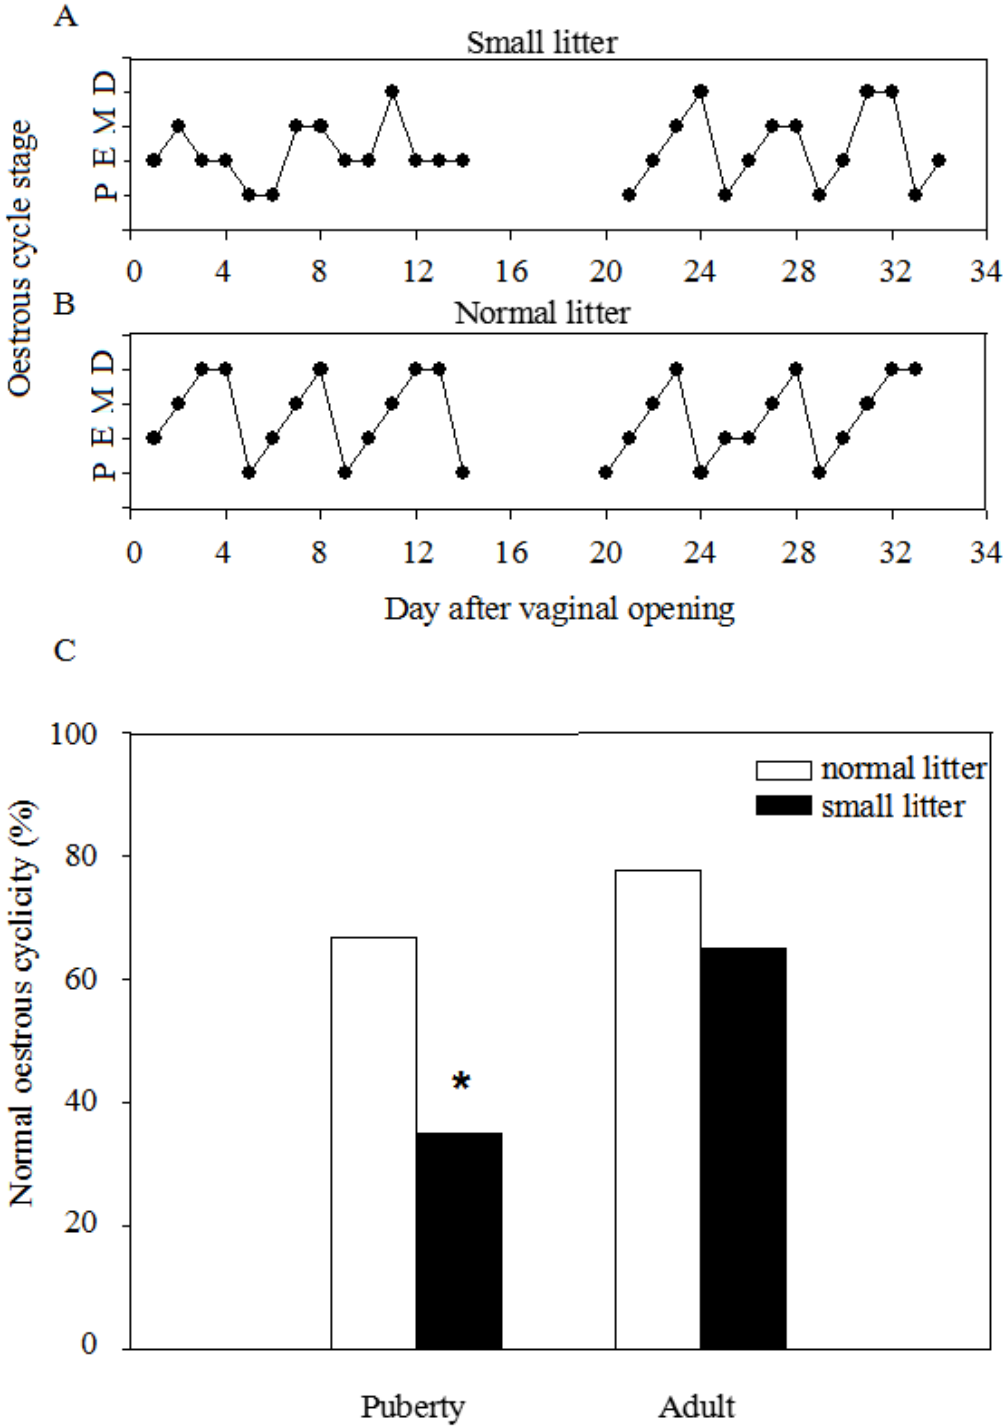 A
Small litter
D
M
E
P
0 4 8 12 16 20 24 28 32 34
Oestrous cycle stage
B
Normal litter
D
M
E
P
0 4 8 12 16 20 24 28 32 34
Day after vaginal opening
C
100
80
60
40
20
0
Normal oestrous cyclicity (%)
normal litter
small litter
*
Puberty Adult